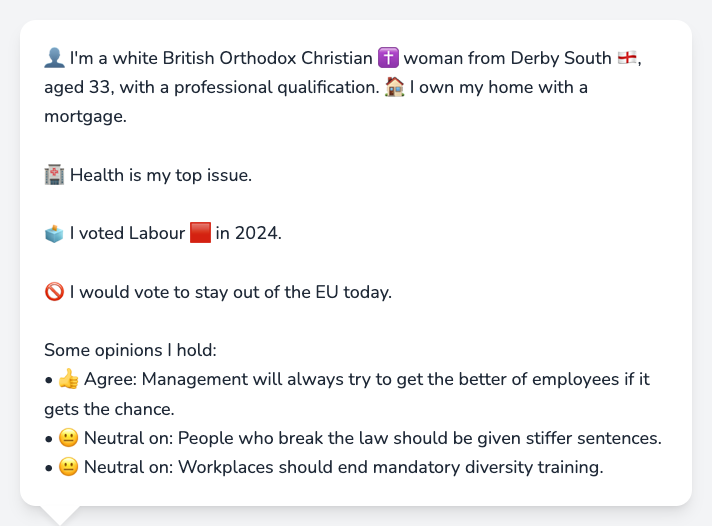 👤 I'm a white British Orthodox Christian ✝️ woman from Derby South 🏴󠁧󠁢󠁥󠁮󠁧󠁿,
aged 33, with a professional qualification. 🏠 I own my home with a
mortgage.
🏥 Health is my top issue.
🗳️ I voted Labour 🟥 in 2024.
🚫 I would vote to stay out of the EU today.
Some opinions I hold:
• 👍 Agree: Management will always try to get the better of employees if it
gets the chance.
• 😐 Neutral on: People who break the law should be given stiffer sentences.
• 😐 Neutral on: Workplaces should end mandatory diversity training.